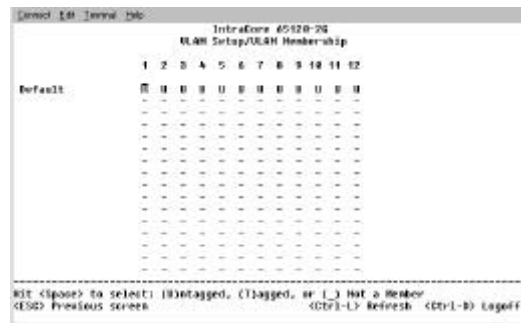 Connect Edit Terminal Help
IntraCore 65120-2G
VLAN Setup/VLAN Membership
1 2 3 4 5 6 7 8 9 10 11 12
Default U U U U U U U U U U U
- - - - - - - - - - - -
- - - - - - - - - - - -
- - - - - - - - - - - -
- - - - - - - - - - - -
- - - - - - - - - - - -
- - - - - - - - - - - -
- - - - - - - - - - - -
- - - - - - - - - - - -
- - - - - - - - - - - -
- - - - - - - - - - - -
- - - - - - - - - - - -
- - - - - - - - - - - -
- - - - - - - - - - - -
- - - - - - - - - - - -
Hit <Space> to select: (U)ntagged, (T)agged, or (_) Not a Member
<ESC> Previous screen <Ctrl-L> Refresh <Ctrl-D> Logoff